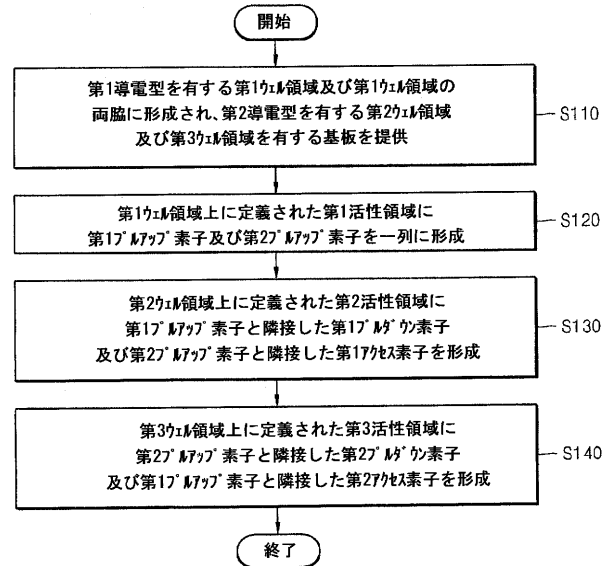 開始
第1導電型を有する第1ウェル領域及び第1ウェル領域の
両脇に形成され、第2導電型を有する第2ウェル領域
及び第3ウェル領域を有する基板を提供
S110
第1ウェル領域上に定義された第1活性領域に
第1プルアップ素子及び第2プルアップ素子を一列に形成
S120
第2ウェル領域上に定義された第2活性領域に
第1プルアップ素子と隣接した第1プルダウン素子
及び第2プルアップ素子と隣接した第1アクセス素子を形成
S130
第3ウェル領域上に定義された第3活性領域に
第2プルアップ素子と隣接した第2プルダウン素子
及び第1プルアップ素子と隣接した第2アクセス素子を形成
S140
終了